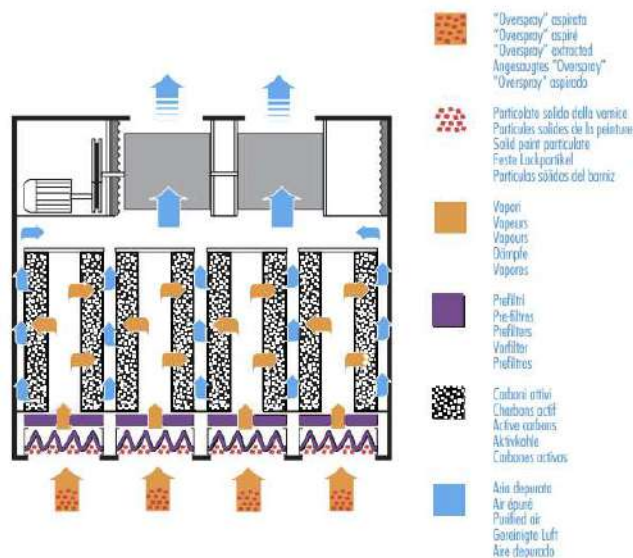 "Overspray" aspirata
"Overspray" aspiré
"Overspray" extracted
Angesaugtes "Overspray"
"Overspray" aspirado
Particolato solido della vernice
Particules solides de la peinture
Solid paint particulate
Feste Lackpartikel
Particulas sólidas del barniz
Vapori
Vapeurs
Vapours
Dämpfe
Vapores
Prefiltri
Pre-filtres
Prefilters
Vorfilter
Prefiltros
Carboni attivi
Charbons actif
Active carbons
Aktivkohle
Carbones activos
Aria depurata
Air épuré
Purified air
Gereinigte Luft
Aire depurado